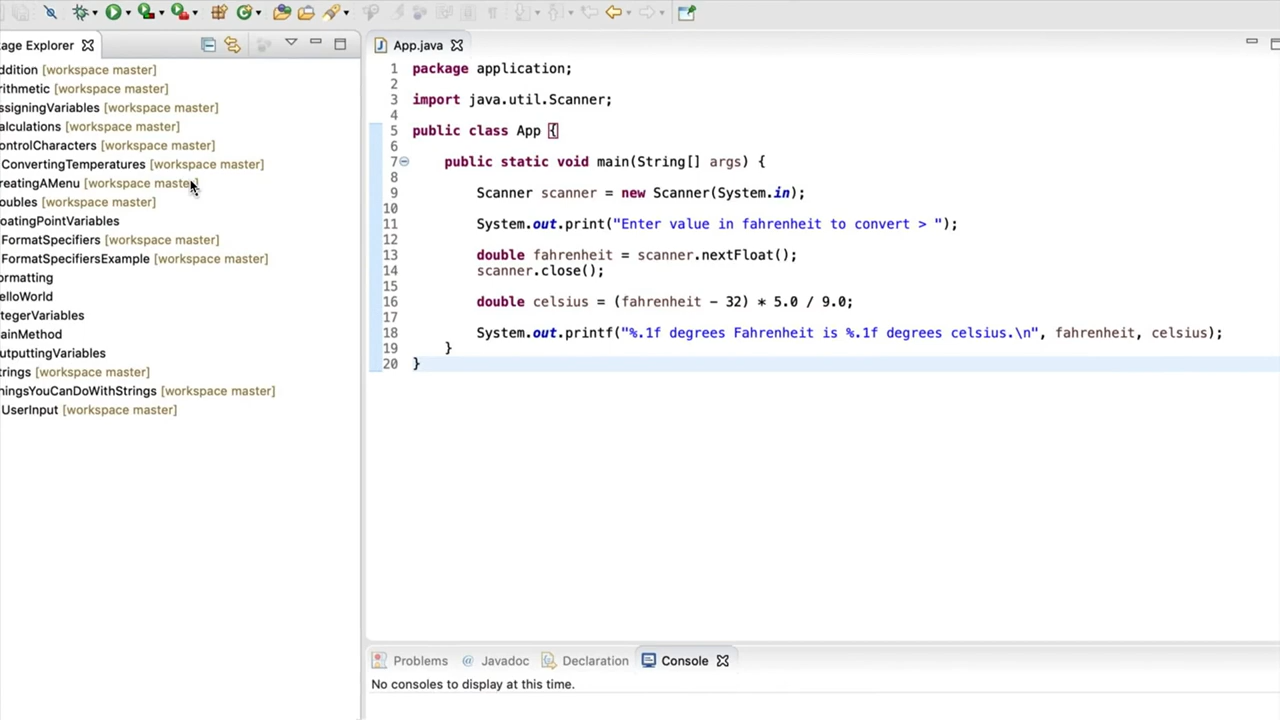 age Explorer
App.java
ddition [workspace master]
rithmetic [workspace master]
ssigningVariables [workspace master]
alculations [workspace master]
ontrolCharacters [workspace master]
ConvertingTemperatures [workspace master]
reatingAMenu [workspace master]
oubles [workspace master]
oatingPointVariables
FormatSpecifiers [workspace master]
FormatSpecifiersExample [workspace master]
ormatting
elloWorld
tegerVariables
ainMethod
utputtingVariables
rings [workspace master]
ningsYouCanDoWithStrings [workspace master]
UserInput [workspace master]
1 package application;
2
3 import java.util.Scanner;
4
5 public class App {
6
7 public static void main(String[] args) {
8
9 Scanner scanner = new Scanner(System.in);
10
11 System.out.print("Enter value in fahrenheit to convert > ");
12
13 double fahrenheit = scanner.nextFloat();
14 scanner.close();
15
16 double celsius = (fahrenheit - 32) * 5.0 / 9.0;
17
18 System.out.printf("%.1f degrees Fahrenheit is %.1f degrees celsius.\n", fahrenheit, celsius);
19 }
20 }
Problems @ Javadoc Declaration Console
No consoles to display at this time.